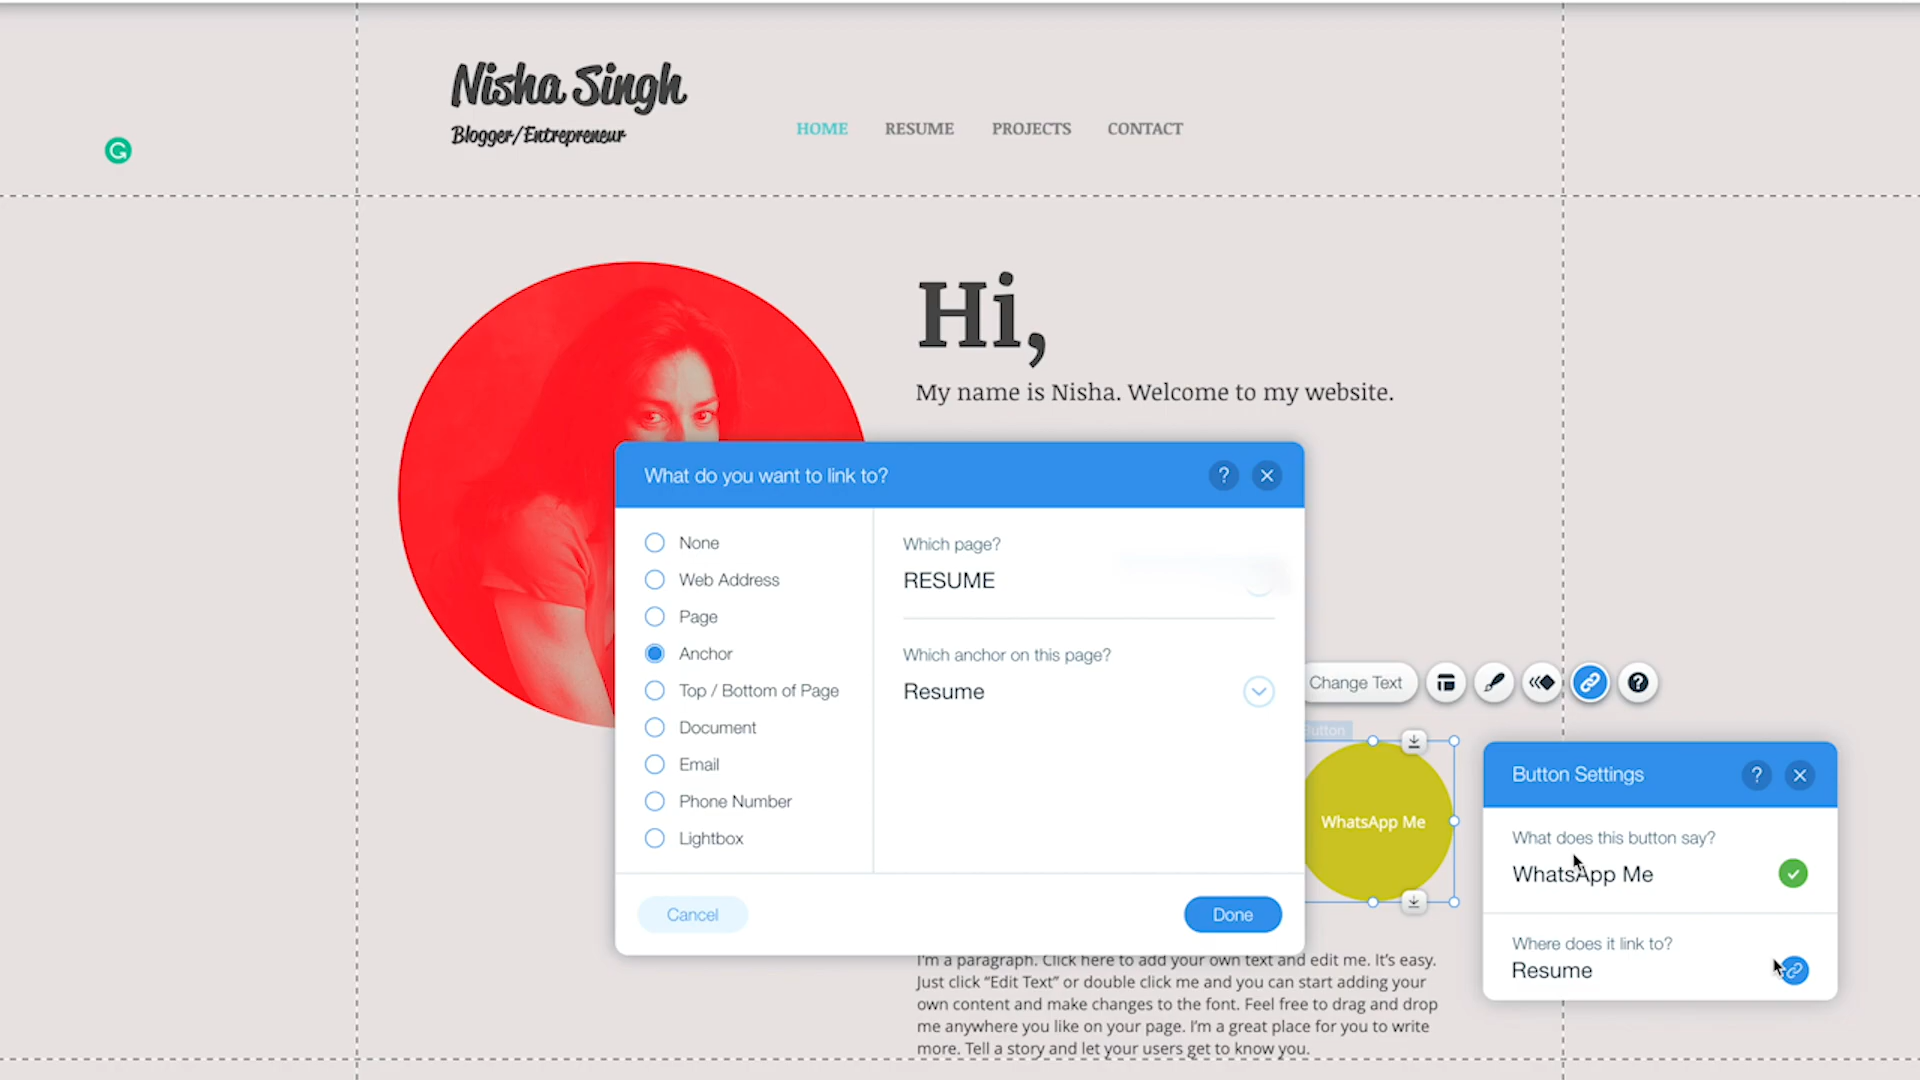 Nisha Singh
Blogger/Entrepreneur
HOME RESUME PROJECTS CONTACT
Hi,
My name is Nisha. Welcome to my website.
What do you want to link to?
None
Web Address
Page
Anchor
Top / Bottom of Page
Document
Email
Phone Number
Lightbox
Which page?
RESUME
Which anchor on this page?
Resume
Cancel
Done
Change Text
WhatsApp Me
Button Settings
What does this button say?
WhatsApp Me
Where does it link to?
Resume
I'm a paragraph. Click here to add your own text and edit me. It's easy.
Just click “Edit Text” or double click me and you can start adding your
own content and make changes to the font. Feel free to drag and drop
me anywhere you like on your page. I'm a great place for you to write
more. Tell a story and let your users get to know you.